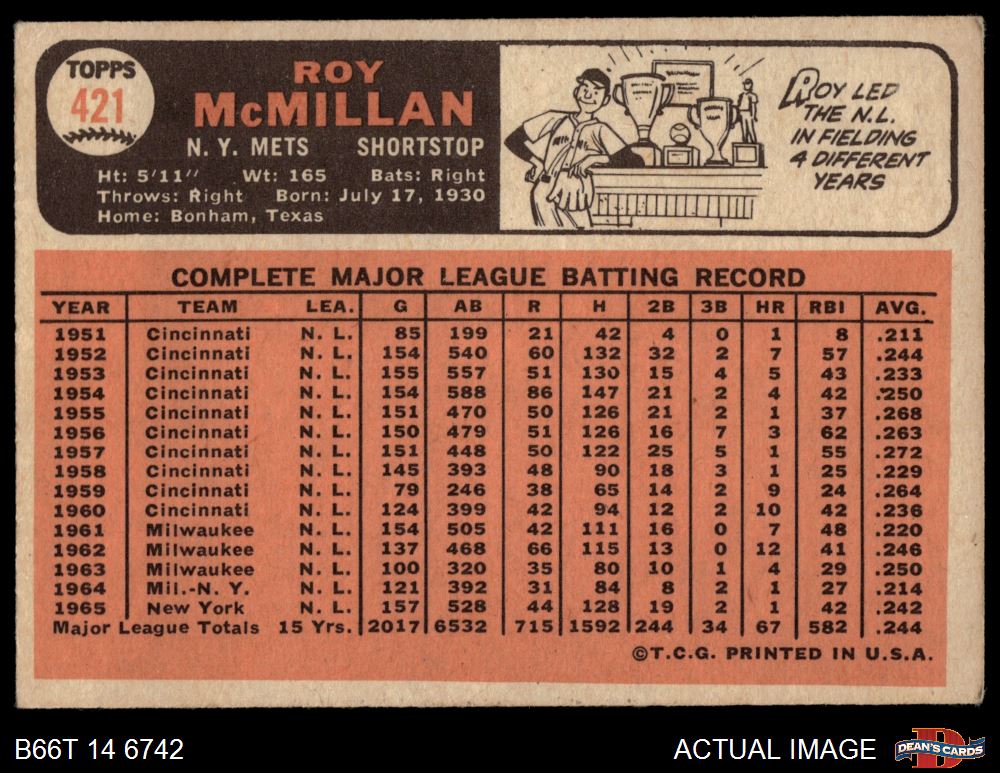 TOPPS
421
ROY
McMILLAN
N. Y. METS SHORTSTOP
Ht: 5'11" Wt: 165 Bats: Right
Throws: Right Born: July 17, 1930
Home: Bonham, Texas
METS
ROY LED
THE N.L.
IN FIELDING
4 DIFFERENT
YEARS
COMPLETE MAJOR LEAGUE BATTING RECORD
YEAR TEAM LEA. G AB R H 2B 3B HR RBI AVG.
1951 Cincinnati N. L. 85 199 21 42 4 0 1 8 .211
1952 Cincinnati N. L. 154 540 60 132 32 2 7 57 .244
1953 Cincinnati N. L. 155 557 51 130 15 4 5 43 .233
1954 Cincinnati N. L. 154 588 86 147 21 2 4 42 .250
1955 Cincinnati N. L. 151 470 50 126 21 2 1 37 .268
1956 Cincinnati N. L. 150 479 51 126 16 7 3 62 .263
1957 Cincinnati N. L. 151 448 50 122 25 5 1 55 .272
1958 Cincinnati N. L. 145 393 48 90 18 3 1 25 .229
1959 Cincinnati N. L. 79 246 38 65 14 2 9 24 .264
1960 Cincinnati N. L. 124 399 42 94 12 2 10 42 .236
1961 Milwaukee N. L. 154 505 42 111 16 0 7 48 .220
1962 Milwaukee N. L. 137 468 66 115 13 0 12 41 .246
1963 Milwaukee N. L. 100 320 35 80 10 1 4 29 .250
1964 Mil.-N. Y. N. L. 121 392 31 84 8 2 1 27 .214
1965 New York N. L. 157 528 44 128 19 2 1 42 .242
Major League Totals 15 Yrs. 2017 6532 715 1592 244 34 67 582 .244
©T.C.G. PRINTED IN U.S.A.
B66T 14 6742
ACTUAL IMAGE
DEAN'S CARDS